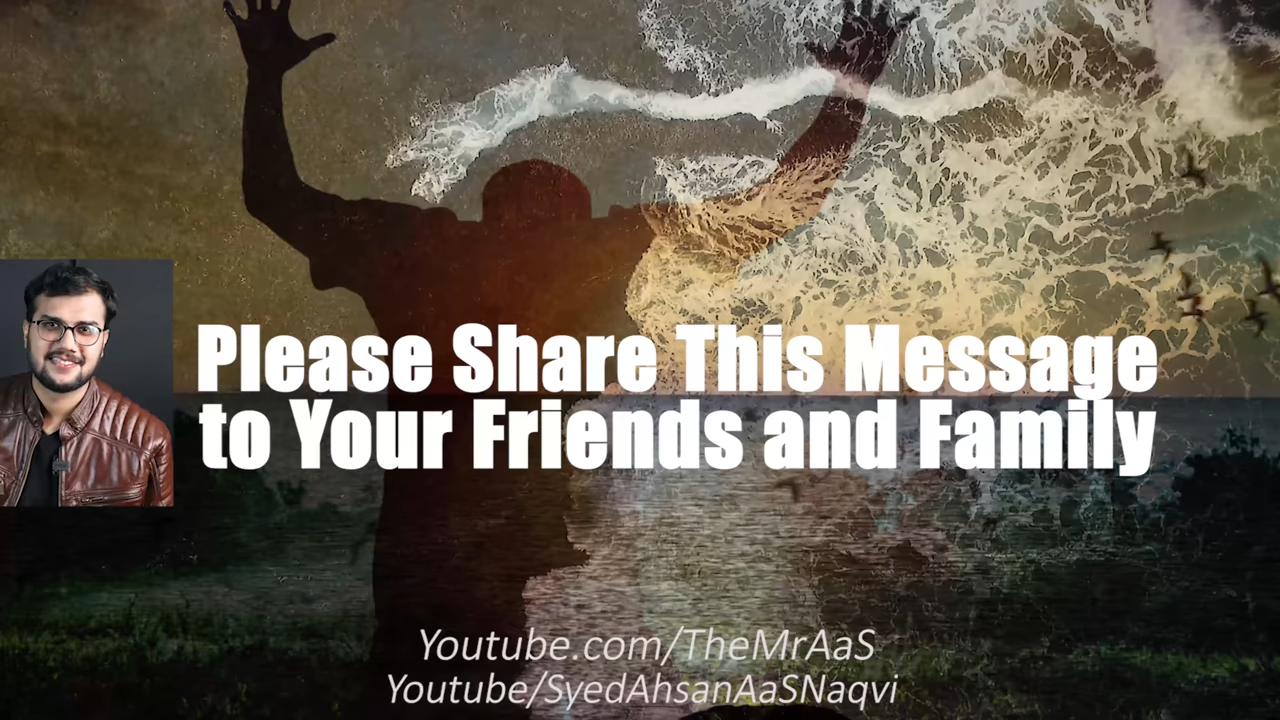 Please Share This Message
to Your Friends and Family
Youtube.com/TheMrAaS
Youtube/SyedAhsanAaSNaqvi